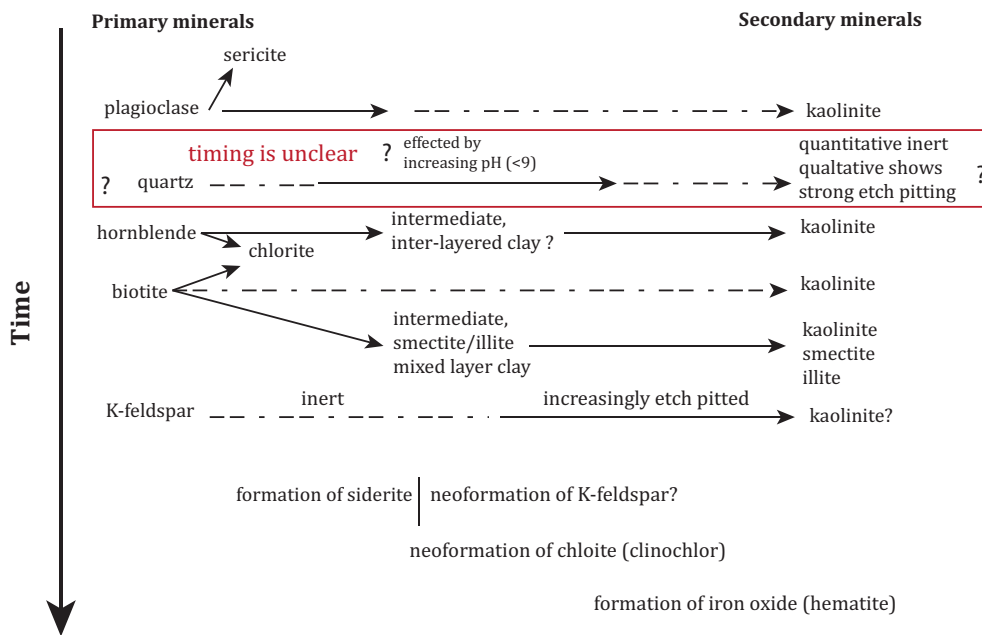 Primary minerals
Secondary minerals
sericite
plagioclase
kaolinite
timing is unclear
?
effected by
increasing pH (<9)
quantitative inert
qualtative shows
strong etch pitting
?
?
quartz
hornblende
chlorite
intermediate,
inter-layered clay ?
kaolinite
biotite
kaolinite
intermediate,
smectite/illite
mixed layer clay
kaolinite
smectite
illite
K-feldspar
inert
increasingly etch pitted
kaolinite?
formation of siderite
neoformation of K-feldspar?
neoformation of chloite (clinochlor)
formation of iron oxide (hematite)
Time